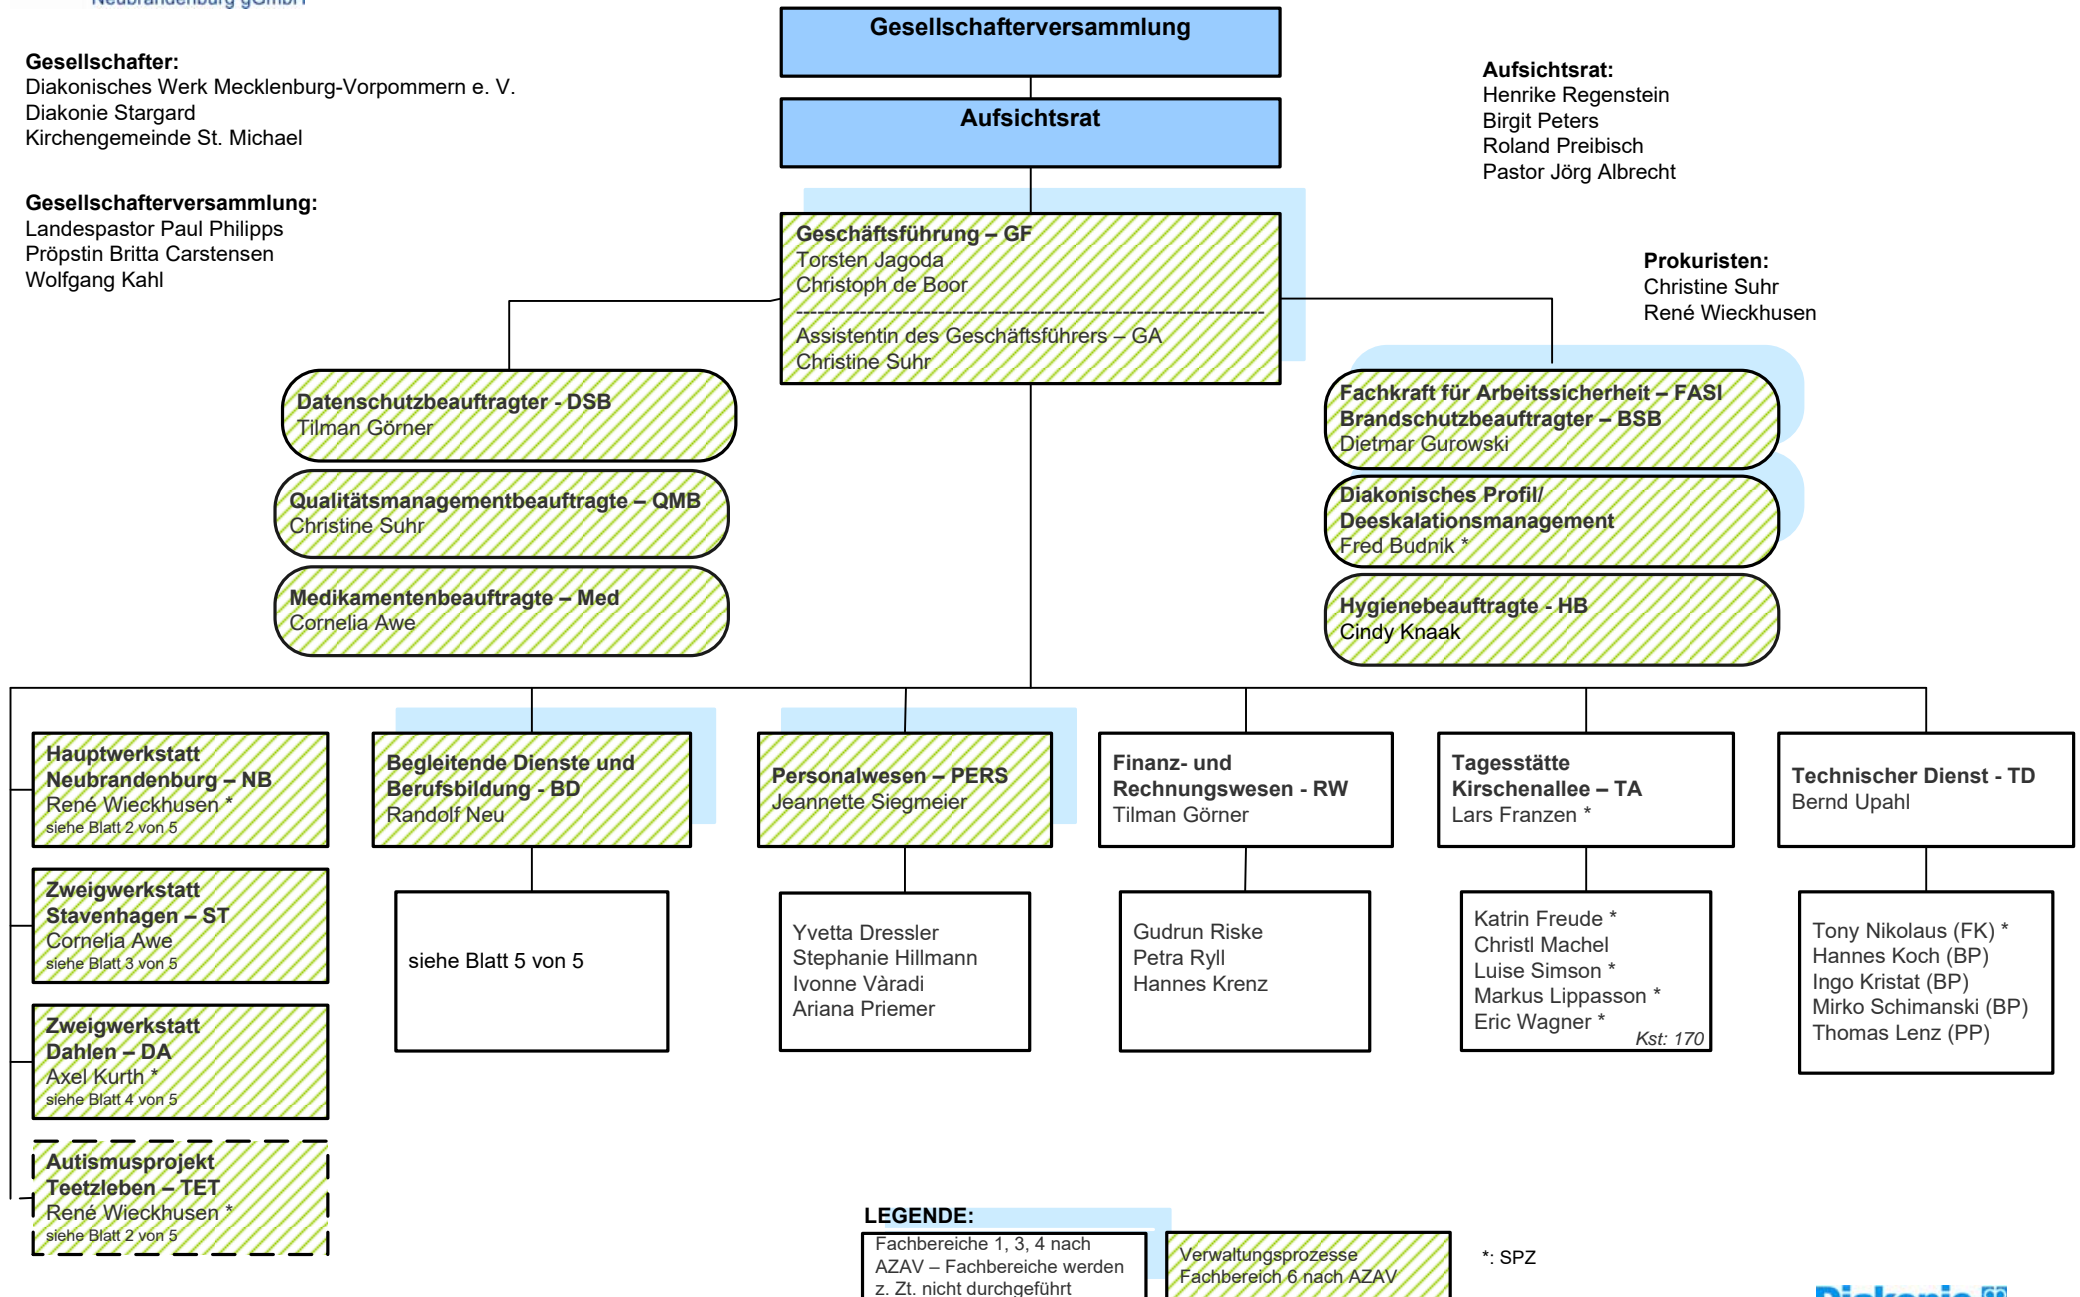 Neubrandenburg gGmbH
Gesellschafter:
Diakonisches Werk Mecklenburg-Vorpommern e. V.
Diakonie Stargard
Kirchengemeinde St. Michael
Gesellschafterversammlung:
Landespastor Paul Philipps
Pröpstin Britta Carstensen
Wolfgang Kahl
Gesellschafterversammlung
Aufsichtsrat
Aufsichtsrat:
Henrike Regenstein
Birgit Peters
Roland Preibisch
Pastor Jörg Albrecht
Geschäftsführung – GF
Torsten Jagoda
Christoph de Boor
Assistentin des Geschäftsführers – GA
Christine Suhr
Prokuristen:
Christine Suhr
René Wieckhusen
Datenschutzbeauftragter - DSB
Tilman Görner
Qualitätsmanagementbeauftragte – QMB
Christine Suhr
Medikamentenbeauftragte – Med
Cornelia Awe
Fachkraft für Arbeitssicherheit – FASI
Brandschutzbeauftragter – BSB
Dietmar Gurowski
Diakonisches Profil/
Deeskalationsmanagement
Fred Budnik *
Hygienebeauftragte - HB
Cindy Knaak
Hauptwerkstatt
Neubrandenburg – NB
René Wieckhusen *
siehe Blatt 2 von 5
Zweigwerkstatt
Stavenhagen – ST
Cornelia Awe
siehe Blatt 3 von 5
Zweigwerkstatt
Dahlen – DA
Axel Kurth *
siehe Blatt 4 von 5
Autismusprojekt
Teetzleben – TET
René Wieckhusen *
siehe Blatt 2 von 5
Begleitende Dienste und
Berufsbildung - BD
Randolf Neu
siehe Blatt 5 von 5
Personalwesen – PERS
Jeannette Siegmeier
Yvetta Dressler
Stephanie Hillmann
Ivonne Vàradi
Ariana Priemer
Finanz- und
Rechnungswesen - RW
Tilman Görner
Gudrun Riske
Petra Ryll
Hannes Krenz
Tagesstätte
Kirschenallee – TA
Lars Franzen *
Katrin Freude *
Christl Machel
Luise Simson *
Markus Lippasson *
Eric Wagner *
Kst: 170
Technischer Dienst - TD
Bernd Upahl
Tony Nikolaus (FK) *
Hannes Koch (BP)
Ingo Kristat (BP)
Mirko Schimanski (BP)
Thomas Lenz (PP)
LEGENDE:
Fachbereiche 1, 3, 4 nach
AZAV – Fachbereiche werden
z. Zt. nicht durchgeführt
Verwaltungsprozesse
Fachbereich 6 nach AZAV
*: SPZ
Diakonie